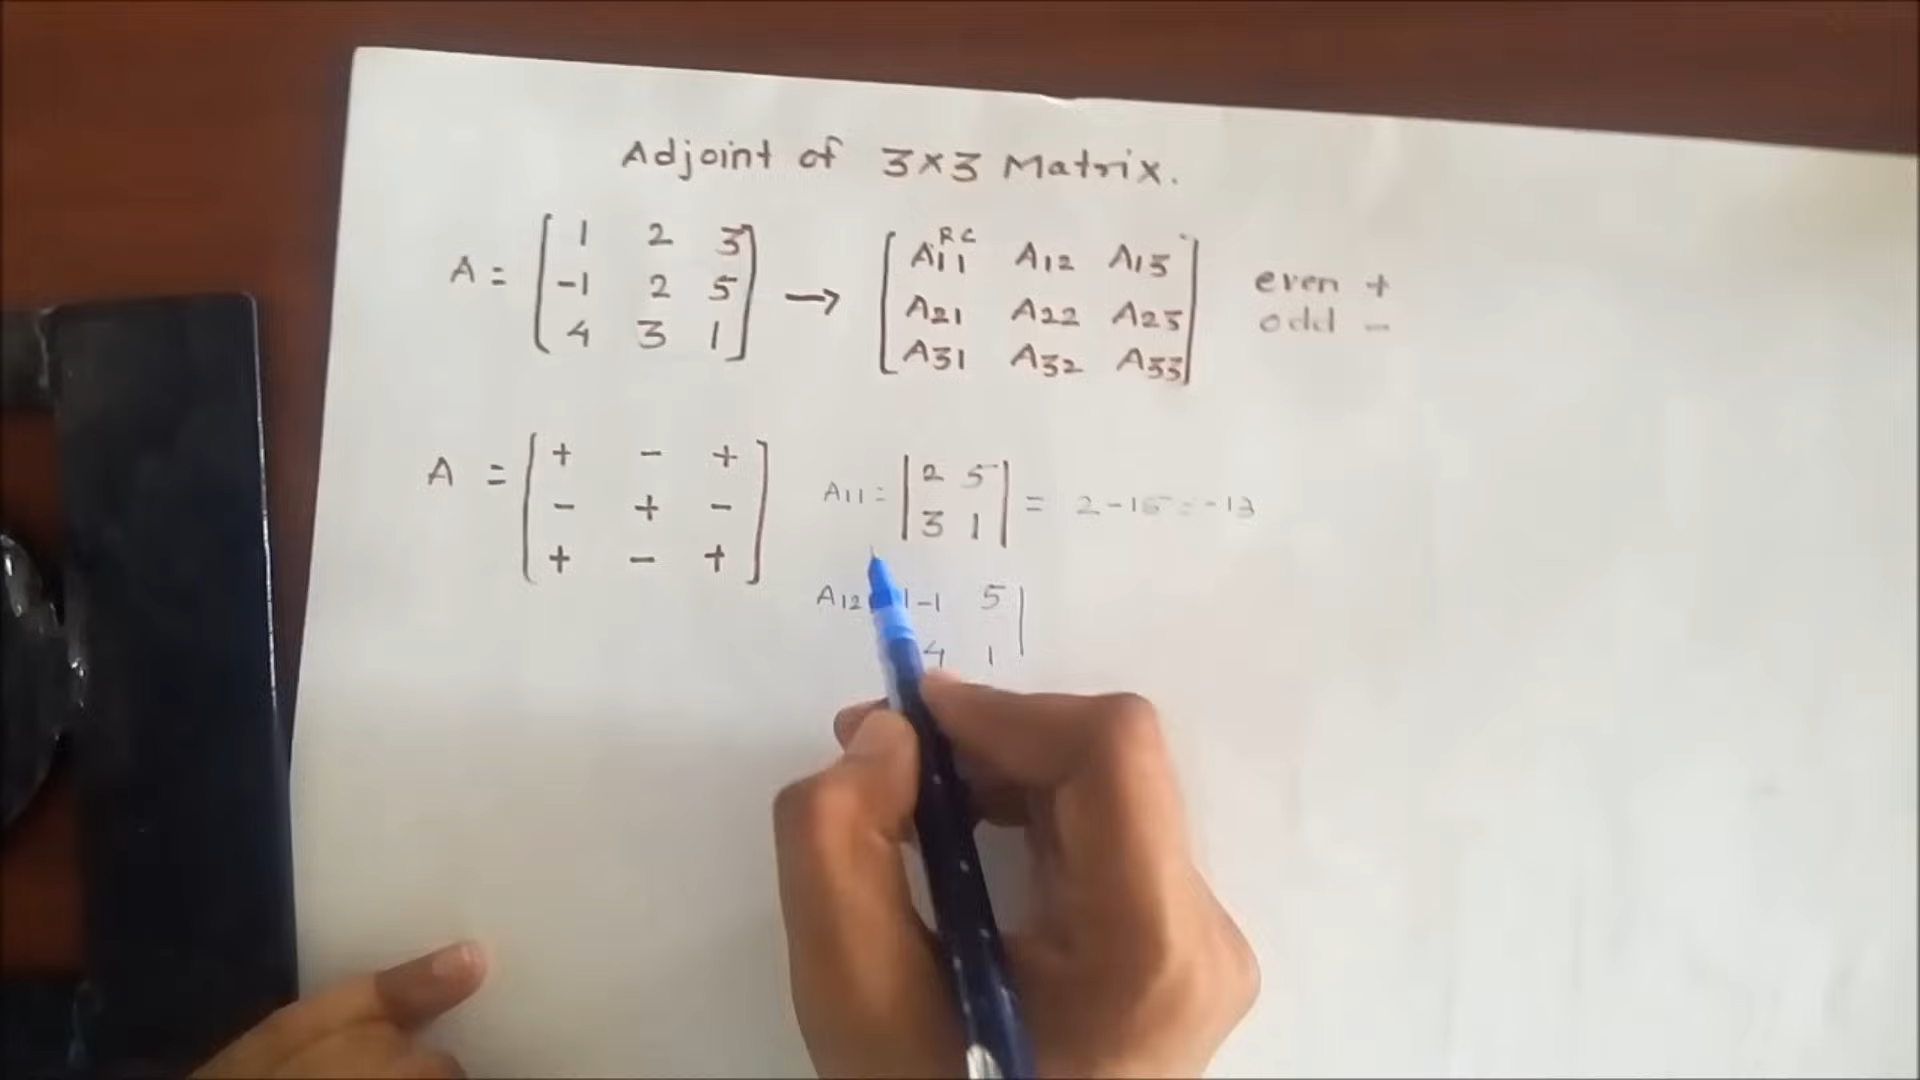 Adjoint of 3×3 Matrix.
A = [ 1 2 3
-1 2 5
4 3 1 ] → [ A11 RC A12 A13
A21 A22 A23
A31 A32 A33 ]
even +
odd -
A = [ + - +
- + -
+ - + ]
A11 = | 2 5
3 1 | = 2-15 = -13
A12 | -1 5
4 1 |